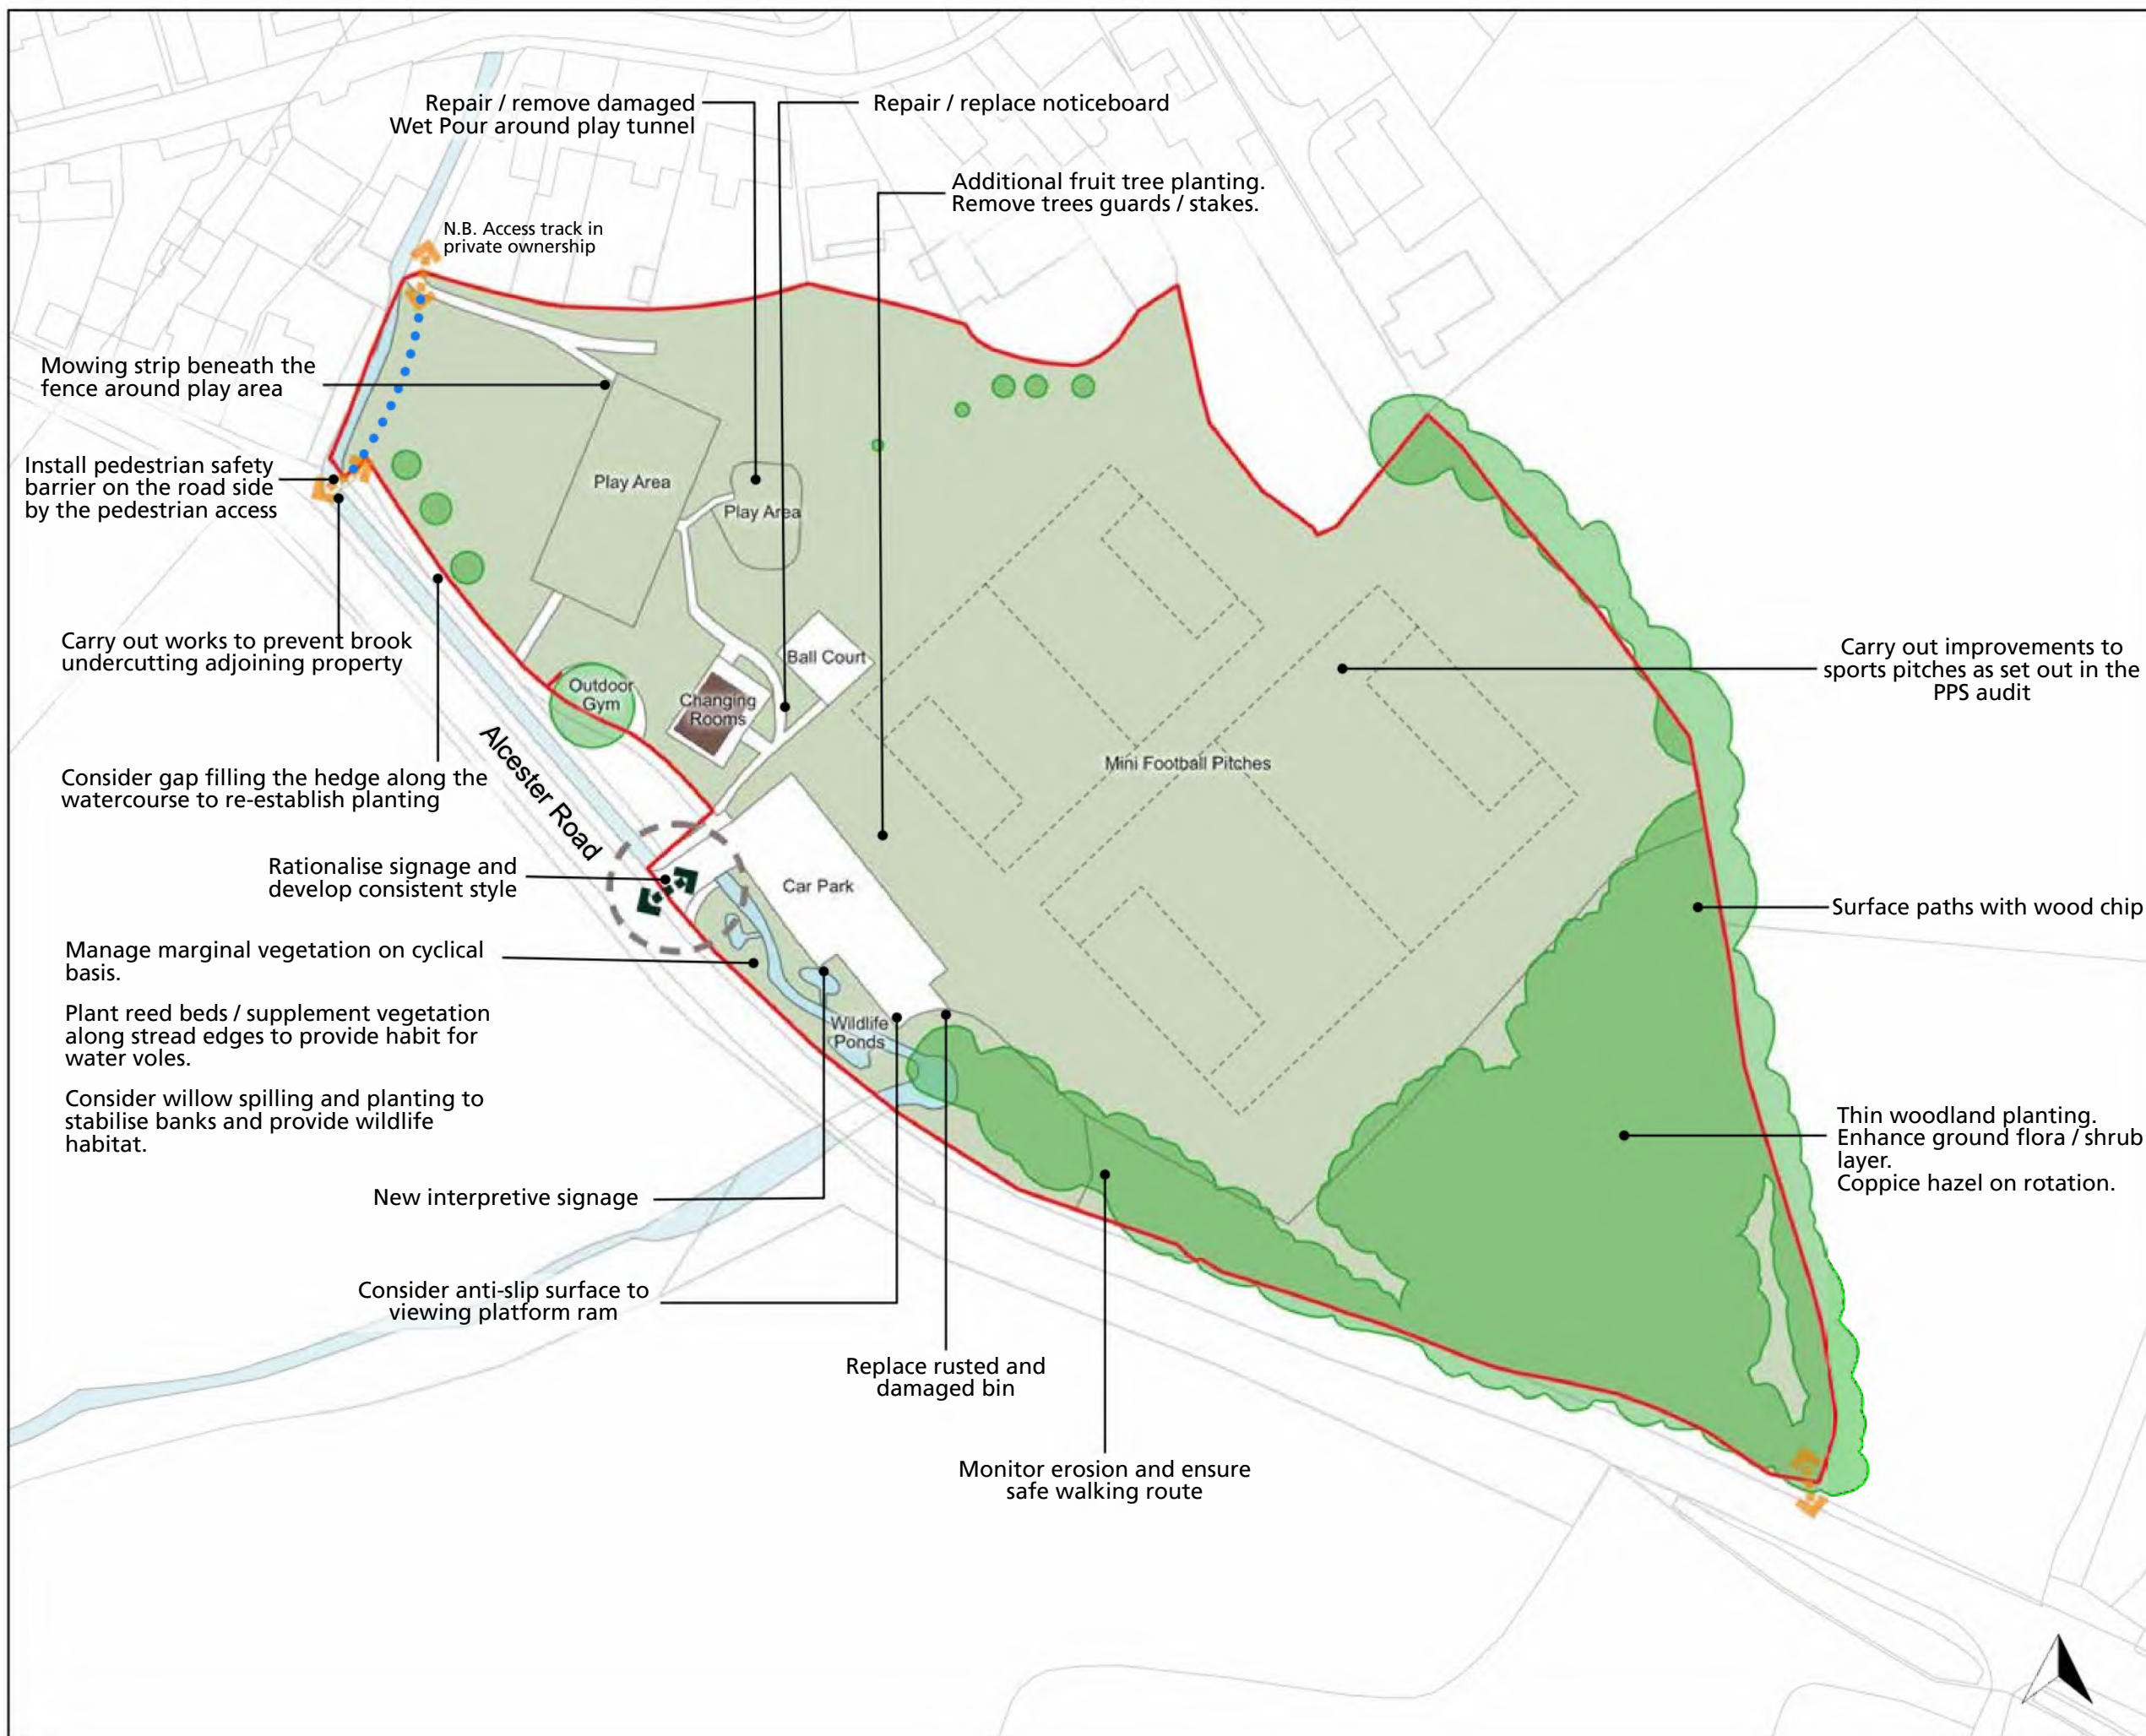 Repair / remove damaged
Wet Pour around play tunnel
Repair / replace noticeboard
Additional fruit tree planting.
Remove trees guards / stakes.
N.B. Access track in
private ownership
Mowing strip beneath the
fence around play area
Install pedestrian safety
barrier on the road side
by the pedestrian access
Play Area
Play Area
Carry out works to prevent brook
undercutting adjoining property
Ball Court
Outdoor
Gym
Changing
Rooms
Carry out improvements to
sports pitches as set out in the
PPS audit
Mini Football Pitches
Consider gap filling the hedge along the
watercourse to re-establish planting
Alcester Road
Rationalise signage and
develop consistent style
Car Park
Surface paths with wood chip
Manage marginal vegetation on cyclical
basis.
Plant reed beds / supplement vegetation
along stread edges to provide habit for
water voles.
Consider willow spilling and planting to
stabilise banks and provide wildlife
habitat.
Wildlife
Ponds
Thin woodland planting.
Enhance ground flora / shrub
layer.
Coppice hazel on rotation.
New interpretive signage
Consider anti-slip surface to
viewing platform ram
Replace rusted and
damaged bin
Monitor erosion and ensure
safe walking route